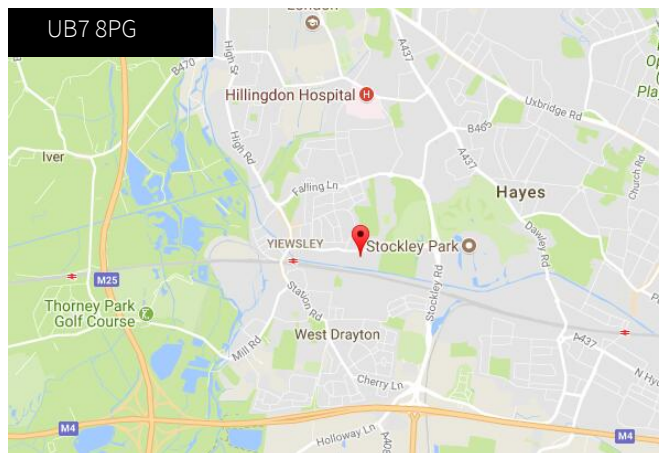 UB7 8PG
London
A437
High St
B470
Hillingdon Hospital H
Uxbridge Rd
B465
High Rd
A437
Iver
Church Rd
Falling Ln
Hayes
YIEWSLEY
Stockley Park
Dawley Rd
M25
Stockley Rd
Thorney Park
Golf Course
Station Rd
West Drayton
Mill Rd
A437
Cherry Ln
M4
M4
Holloway Ln